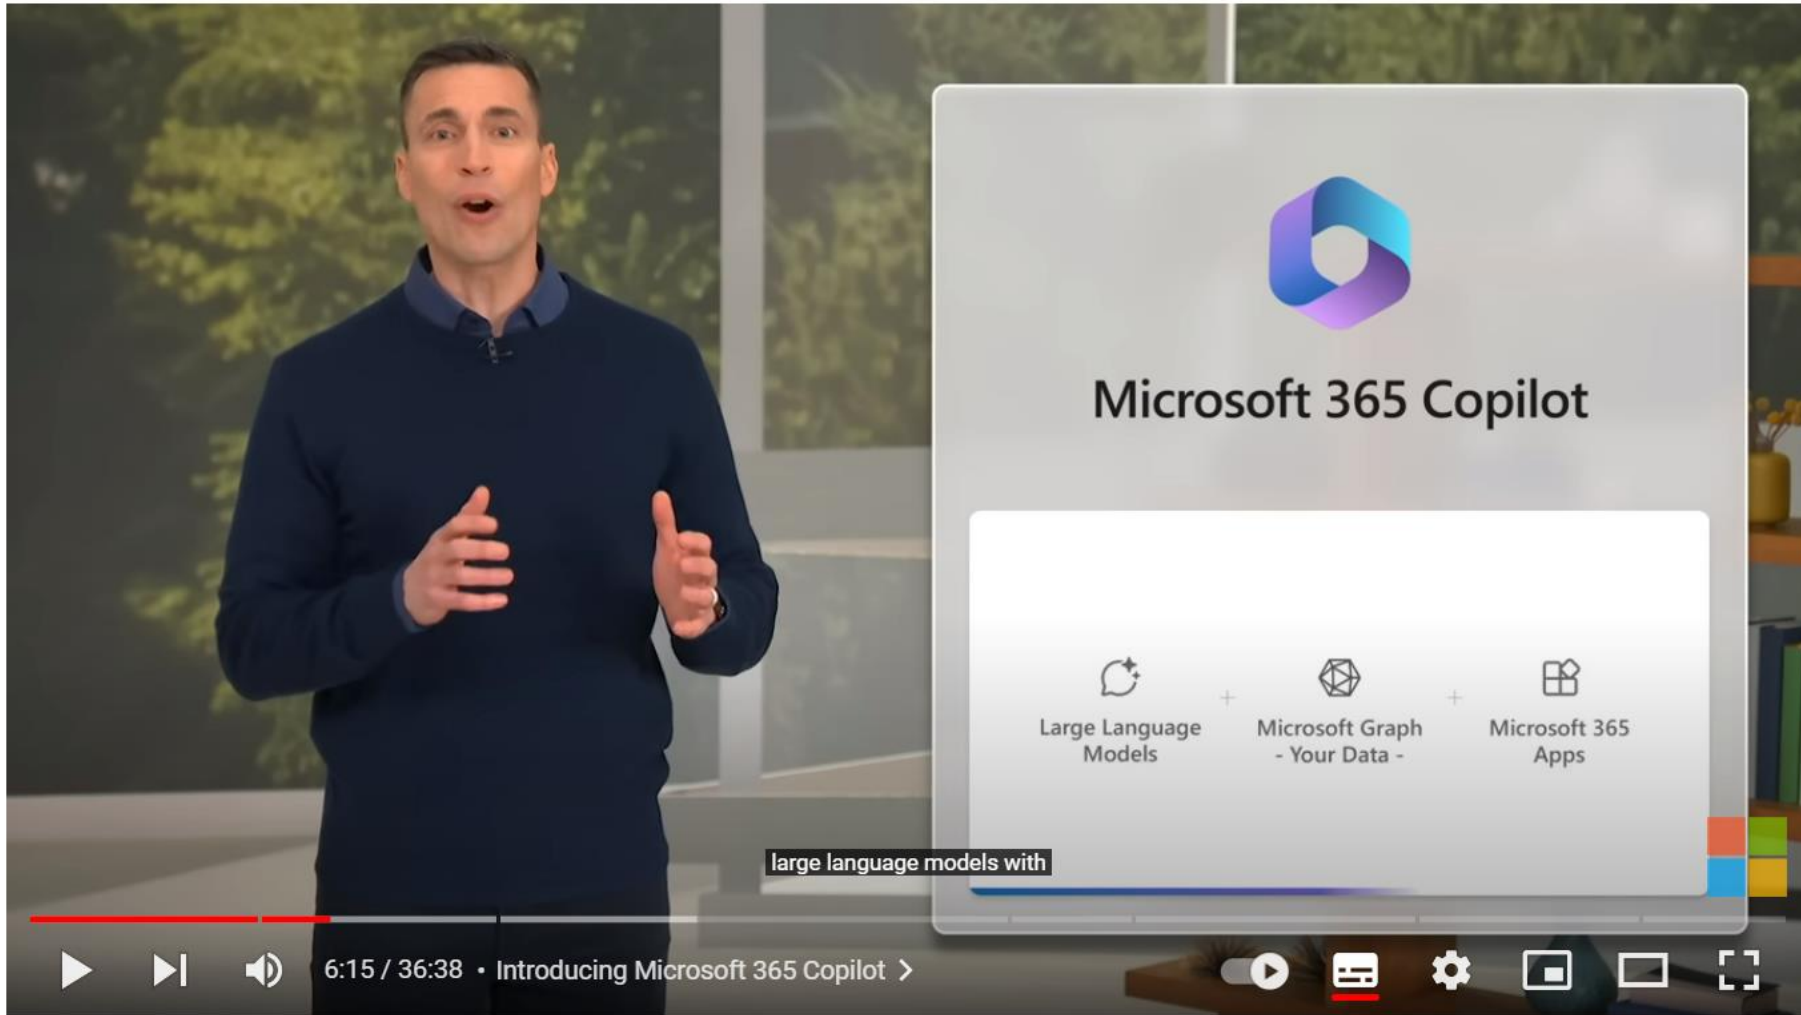 Microsoft 365 Copilot
Large Language
Models
+
Microsoft Graph
- Your Data -
+
Microsoft 365
Apps
large language models with
6:15 / 36:38 • Introducing Microsoft 365 Copilot